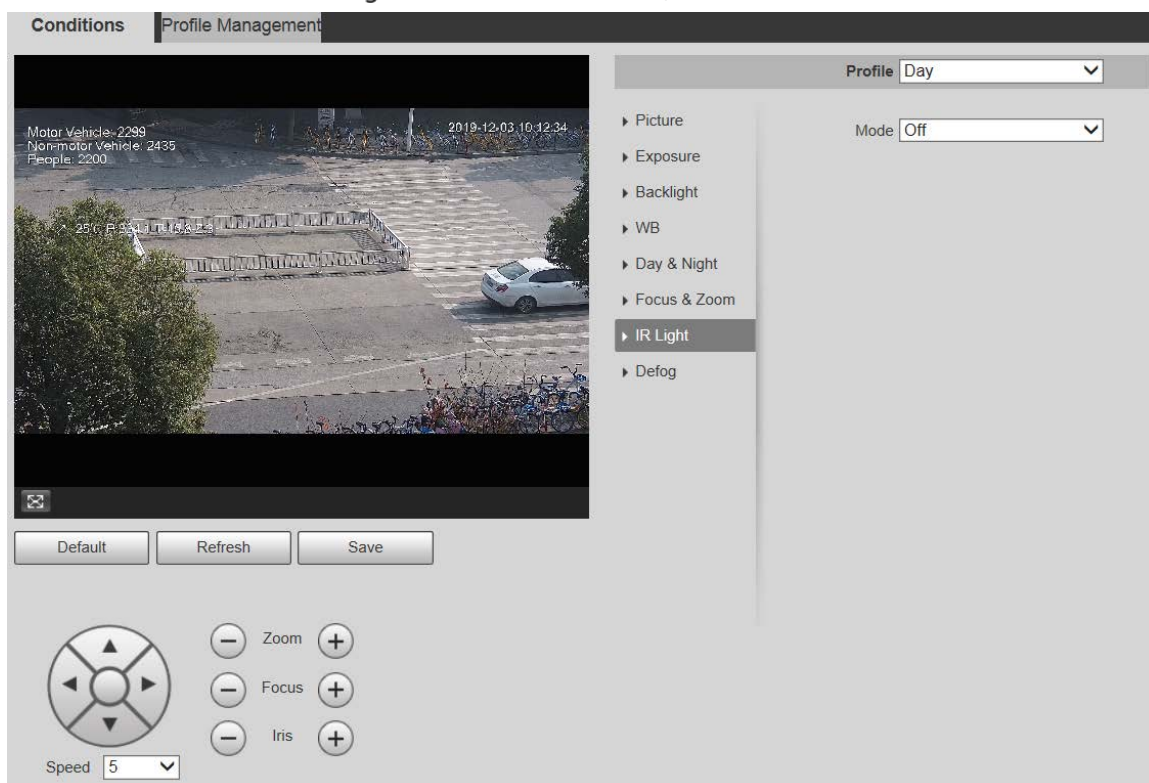 Conditions
Profile Management
Profile Day
Motor Vehicle: 2299
2019-12-03 10:12:34
Non-motor Vehicle: 2435
People: 2200
Picture
Mode Off
Exposure
Backlight
WB
Day & Night
Focus & Zoom
IR Light
Defog
Default
Refresh
Save
Zoom
Focus
Iris
Speed 5